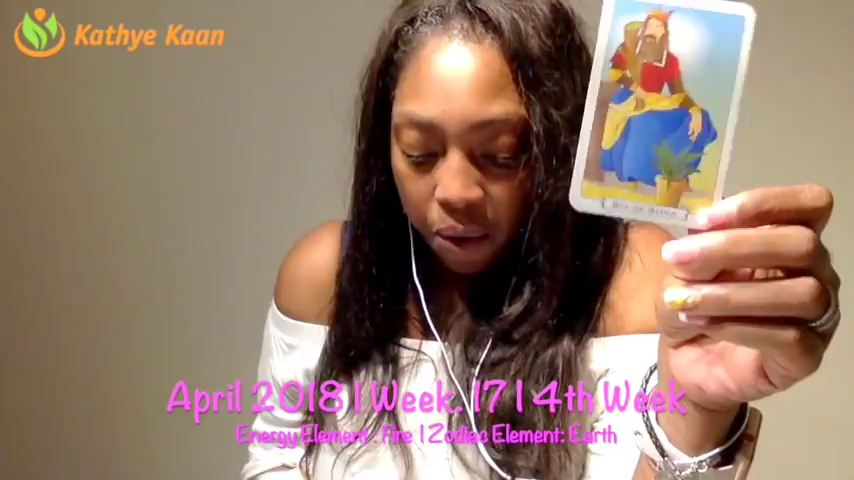 Kathye Kaan
April 2018 | Week. 17 | 4th Week
Energy Element . Fire | Zodiac Element: Earth